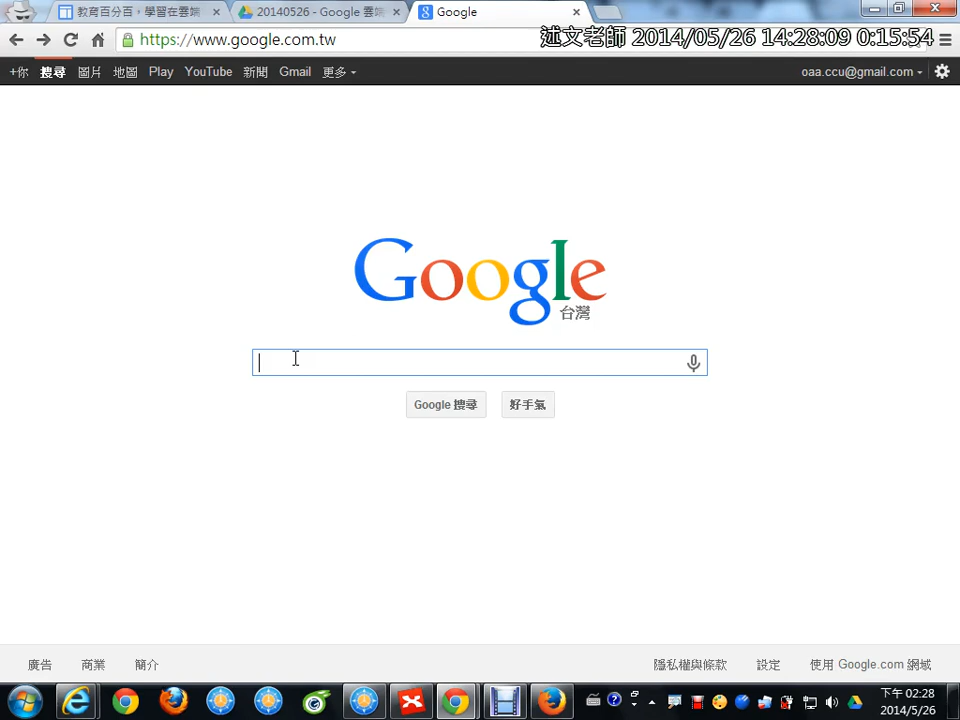 教育百分百，學習在雲端
20140526 - Google 雲端
Google
https://www.google.com.tw
述文老師 2014/05/26 14:28:09 0:15:54
+你 搜尋 圖片 地圖 Play YouTube 新聞 Gmail 更多
oaa.ccu@gmail.com
Google
台灣
Google 搜尋 好手氣
廣告 商業 簡介 隱私權與條款 設定 使用 Google.com 網域
下午 02:28
2014/5/26